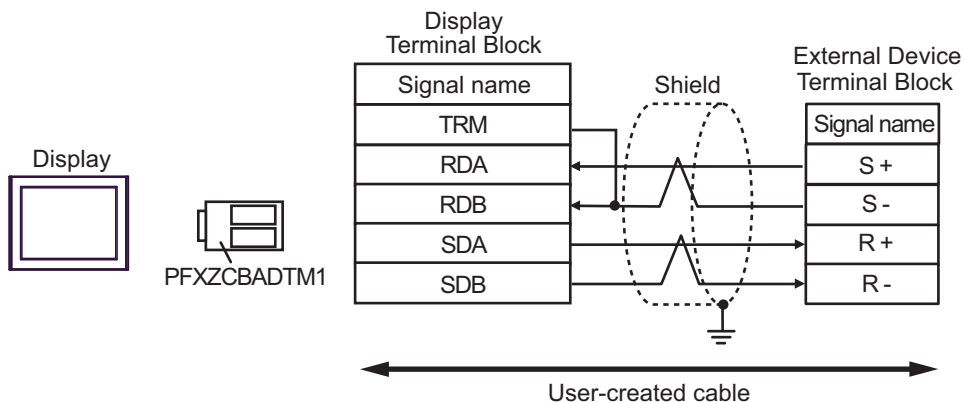 Display
Terminal Block
External Device
Terminal Block
Signal name
Shield
Signal name
TRM
RDA
S +
RDB
S -
SDA
R +
SDB
R -
Display
PFXZCBADTM1
User-created cable